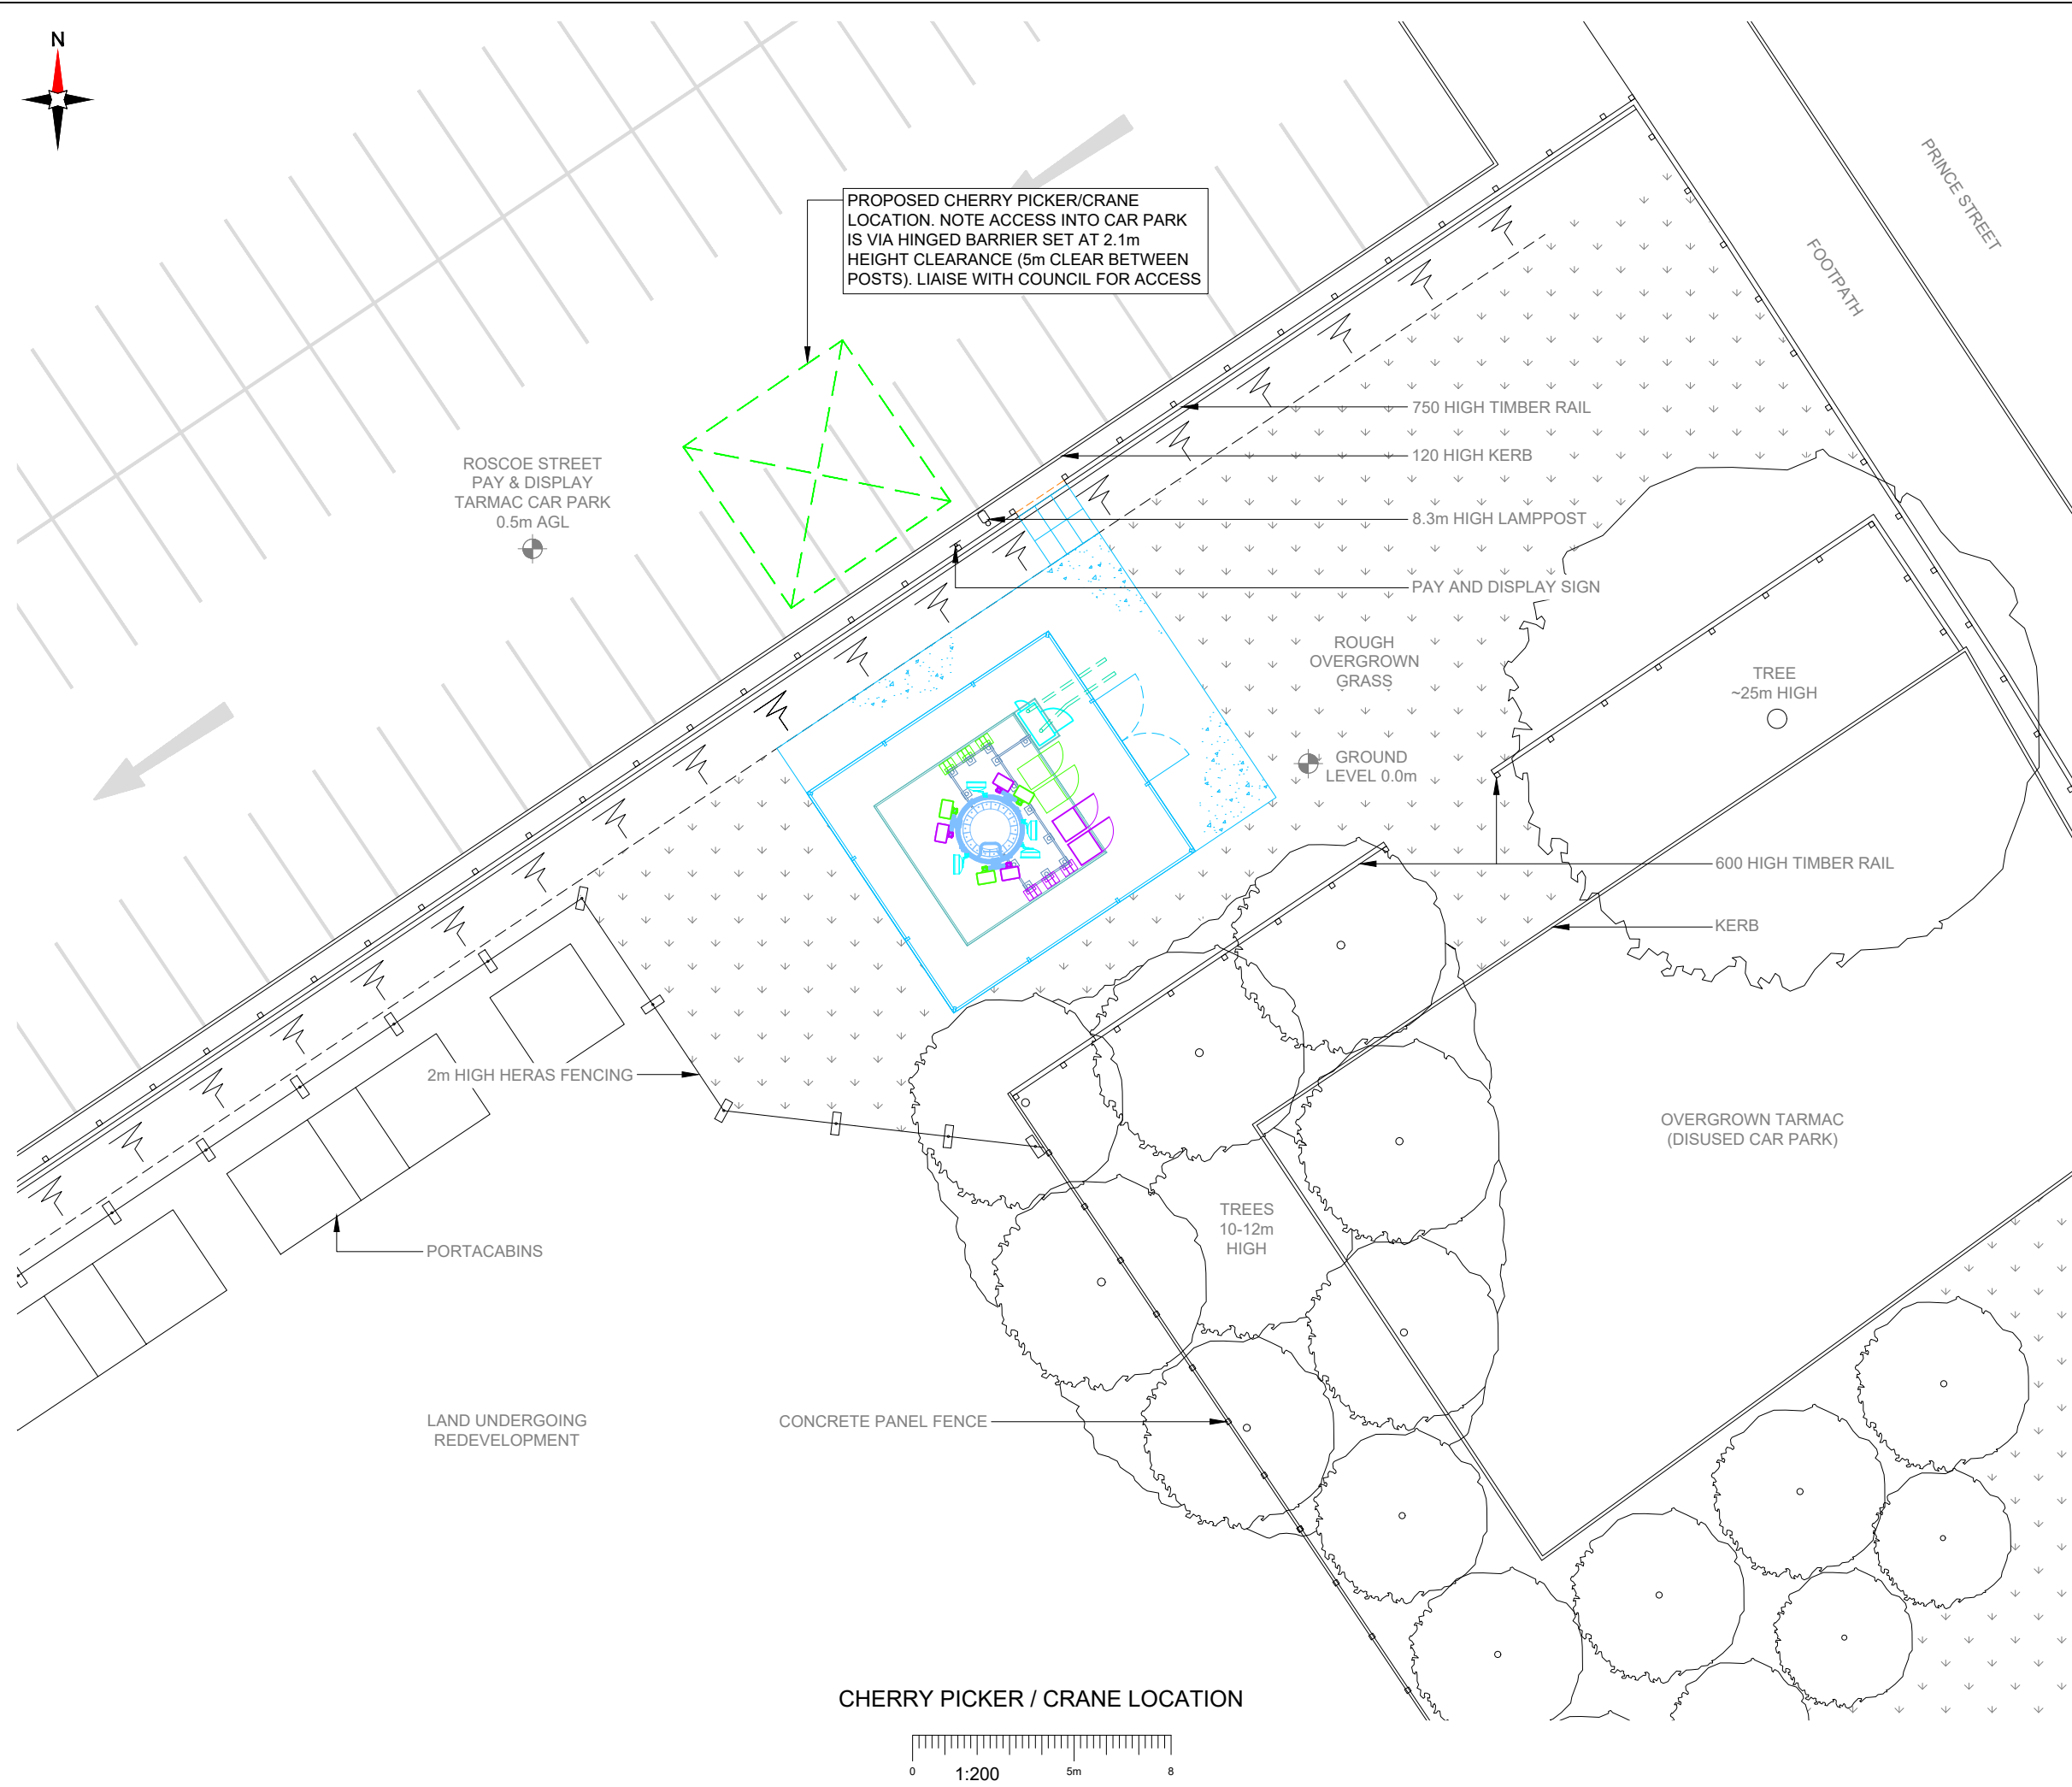 N
PRINCE STREET
FOOTPATH
PROPOSED CHERRY PICKER/CRANE
LOCATION. NOTE ACCESS INTO CAR PARK
IS VIA HINGED BARRIER SET AT 2.1m
HEIGHT CLEARANCE (5m CLEAR BETWEEN
POSTS). LIAISE WITH COUNCIL FOR ACCESS
750 HIGH TIMBER RAIL
120 HIGH KERB
ROSCOE STREET
PAY & DISPLAY
TARMAC CAR PARK
0.5m AGL
8.3m HIGH LAMPPOST
PAY AND DISPLAY SIGN
ROUGH
OVERGROWN
GRASS
TREE
~25m HIGH
GROUND
LEVEL 0.0m
600 HIGH TIMBER RAIL
KERB
2m HIGH HERAS FENCING
OVERGROWN TARMAC
(DISUSED CAR PARK)
TREES
10-12m
HIGH
PORTACABINS
LAND UNDERGOING
REDEVELOPMENT
CONCRETE PANEL FENCE
CHERRY PICKER / CRANE LOCATION
0
1:200
5m
8